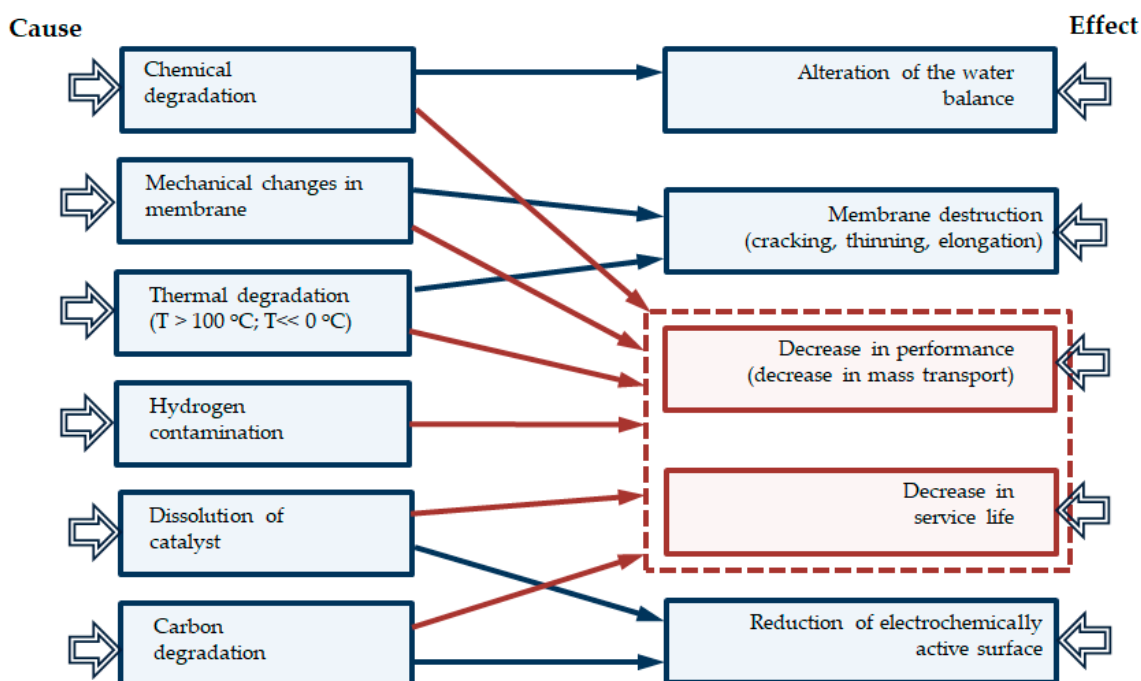 Cause
Effect
Chemical
degradation
Alteration of the water
balance
Mechanical changes in
membrane
Membrane destruction
(cracking, thinning, elongation)
Thermal degradation
(T > 100 °C; T<< 0 °C)
Decrease in performance
(decrease in mass transport)
Hydrogen
contamination
Decrease in
service life
Dissolution of
catalyst
Reduction of electrochemically
active surface
Carbon
degradation